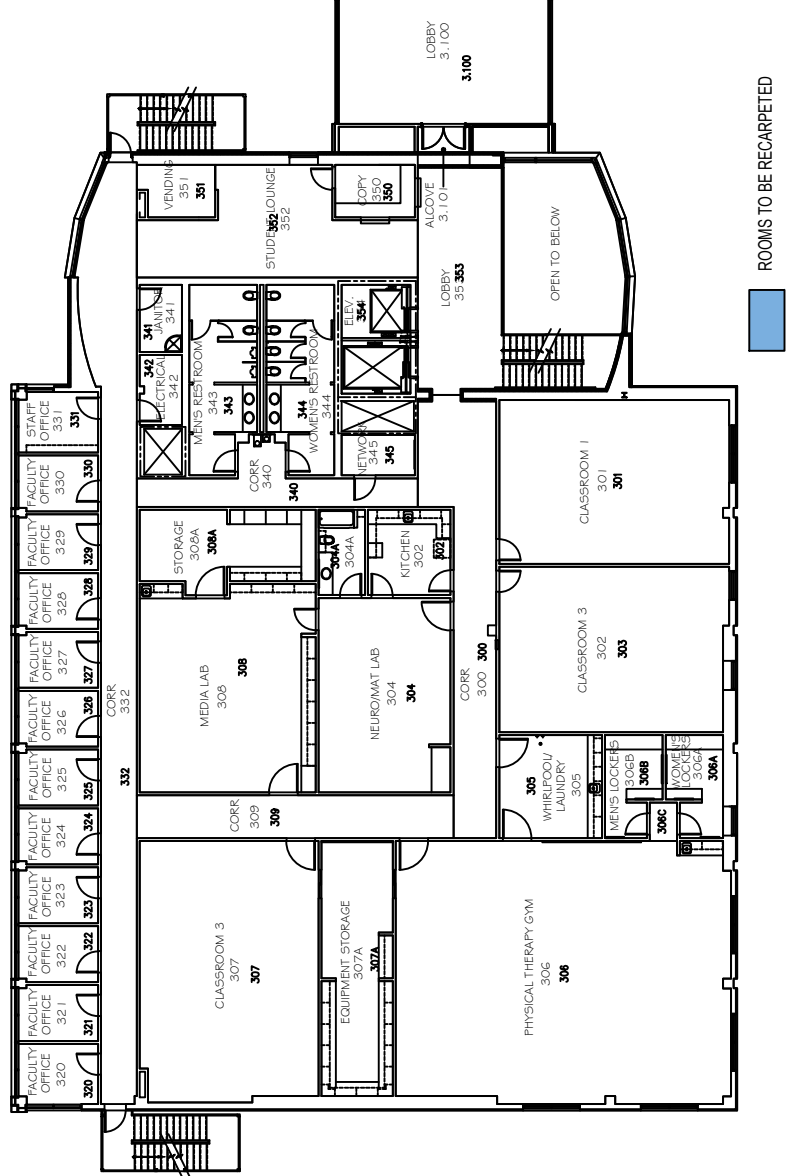 LOBBY
3.100
3.100
ROOMS TO BE RECARPETED
VENDING
351
351
STUDENT LOUNGE
352
352
COPY
350
350
ALCOVE
3.101
LOBBY
353
OPEN TO BELOW
341
JANITOR
341
342
ELECTRICAL
342
MEN'S RESTROOM
343
343
344
WOMEN'S RESTROOM
344
ELEV.
354
NETWORK
345
345
CORR
340
340
STAFF
OFFICE
331
331
FACULTY
OFFICE
330
330
FACULTY
OFFICE
329
329
FACULTY
OFFICE
328
328
FACULTY
OFFICE
327
327
FACULTY
OFFICE
326
326
FACULTY
OFFICE
325
325
FACULTY
OFFICE
324
324
FACULTY
OFFICE
323
323
FACULTY
OFFICE
322
322
FACULTY
OFFICE
321
321
FACULTY
OFFICE
320
320
CORR
332
332
STORAGE
308A
308A
304A
304A
KITCHEN
302
302
CLASSROOM 1
301
301
MEDIA LAB
308
308
NEURO/MAT LAB
304
304
CORR
300
300
CLASSROOM 3
302
303
CORR
309
309
305
WHIRLPOOL/
LAUNDRY
305
MEN'S LOCKERS
306B
306B
WOMEN'S
LOCKERS
306A
306A
306C
CLASSROOM 3
307
307
EQUIPMENT STORAGE
307A
307A
PHYSICAL THERAPY GYM
306
306